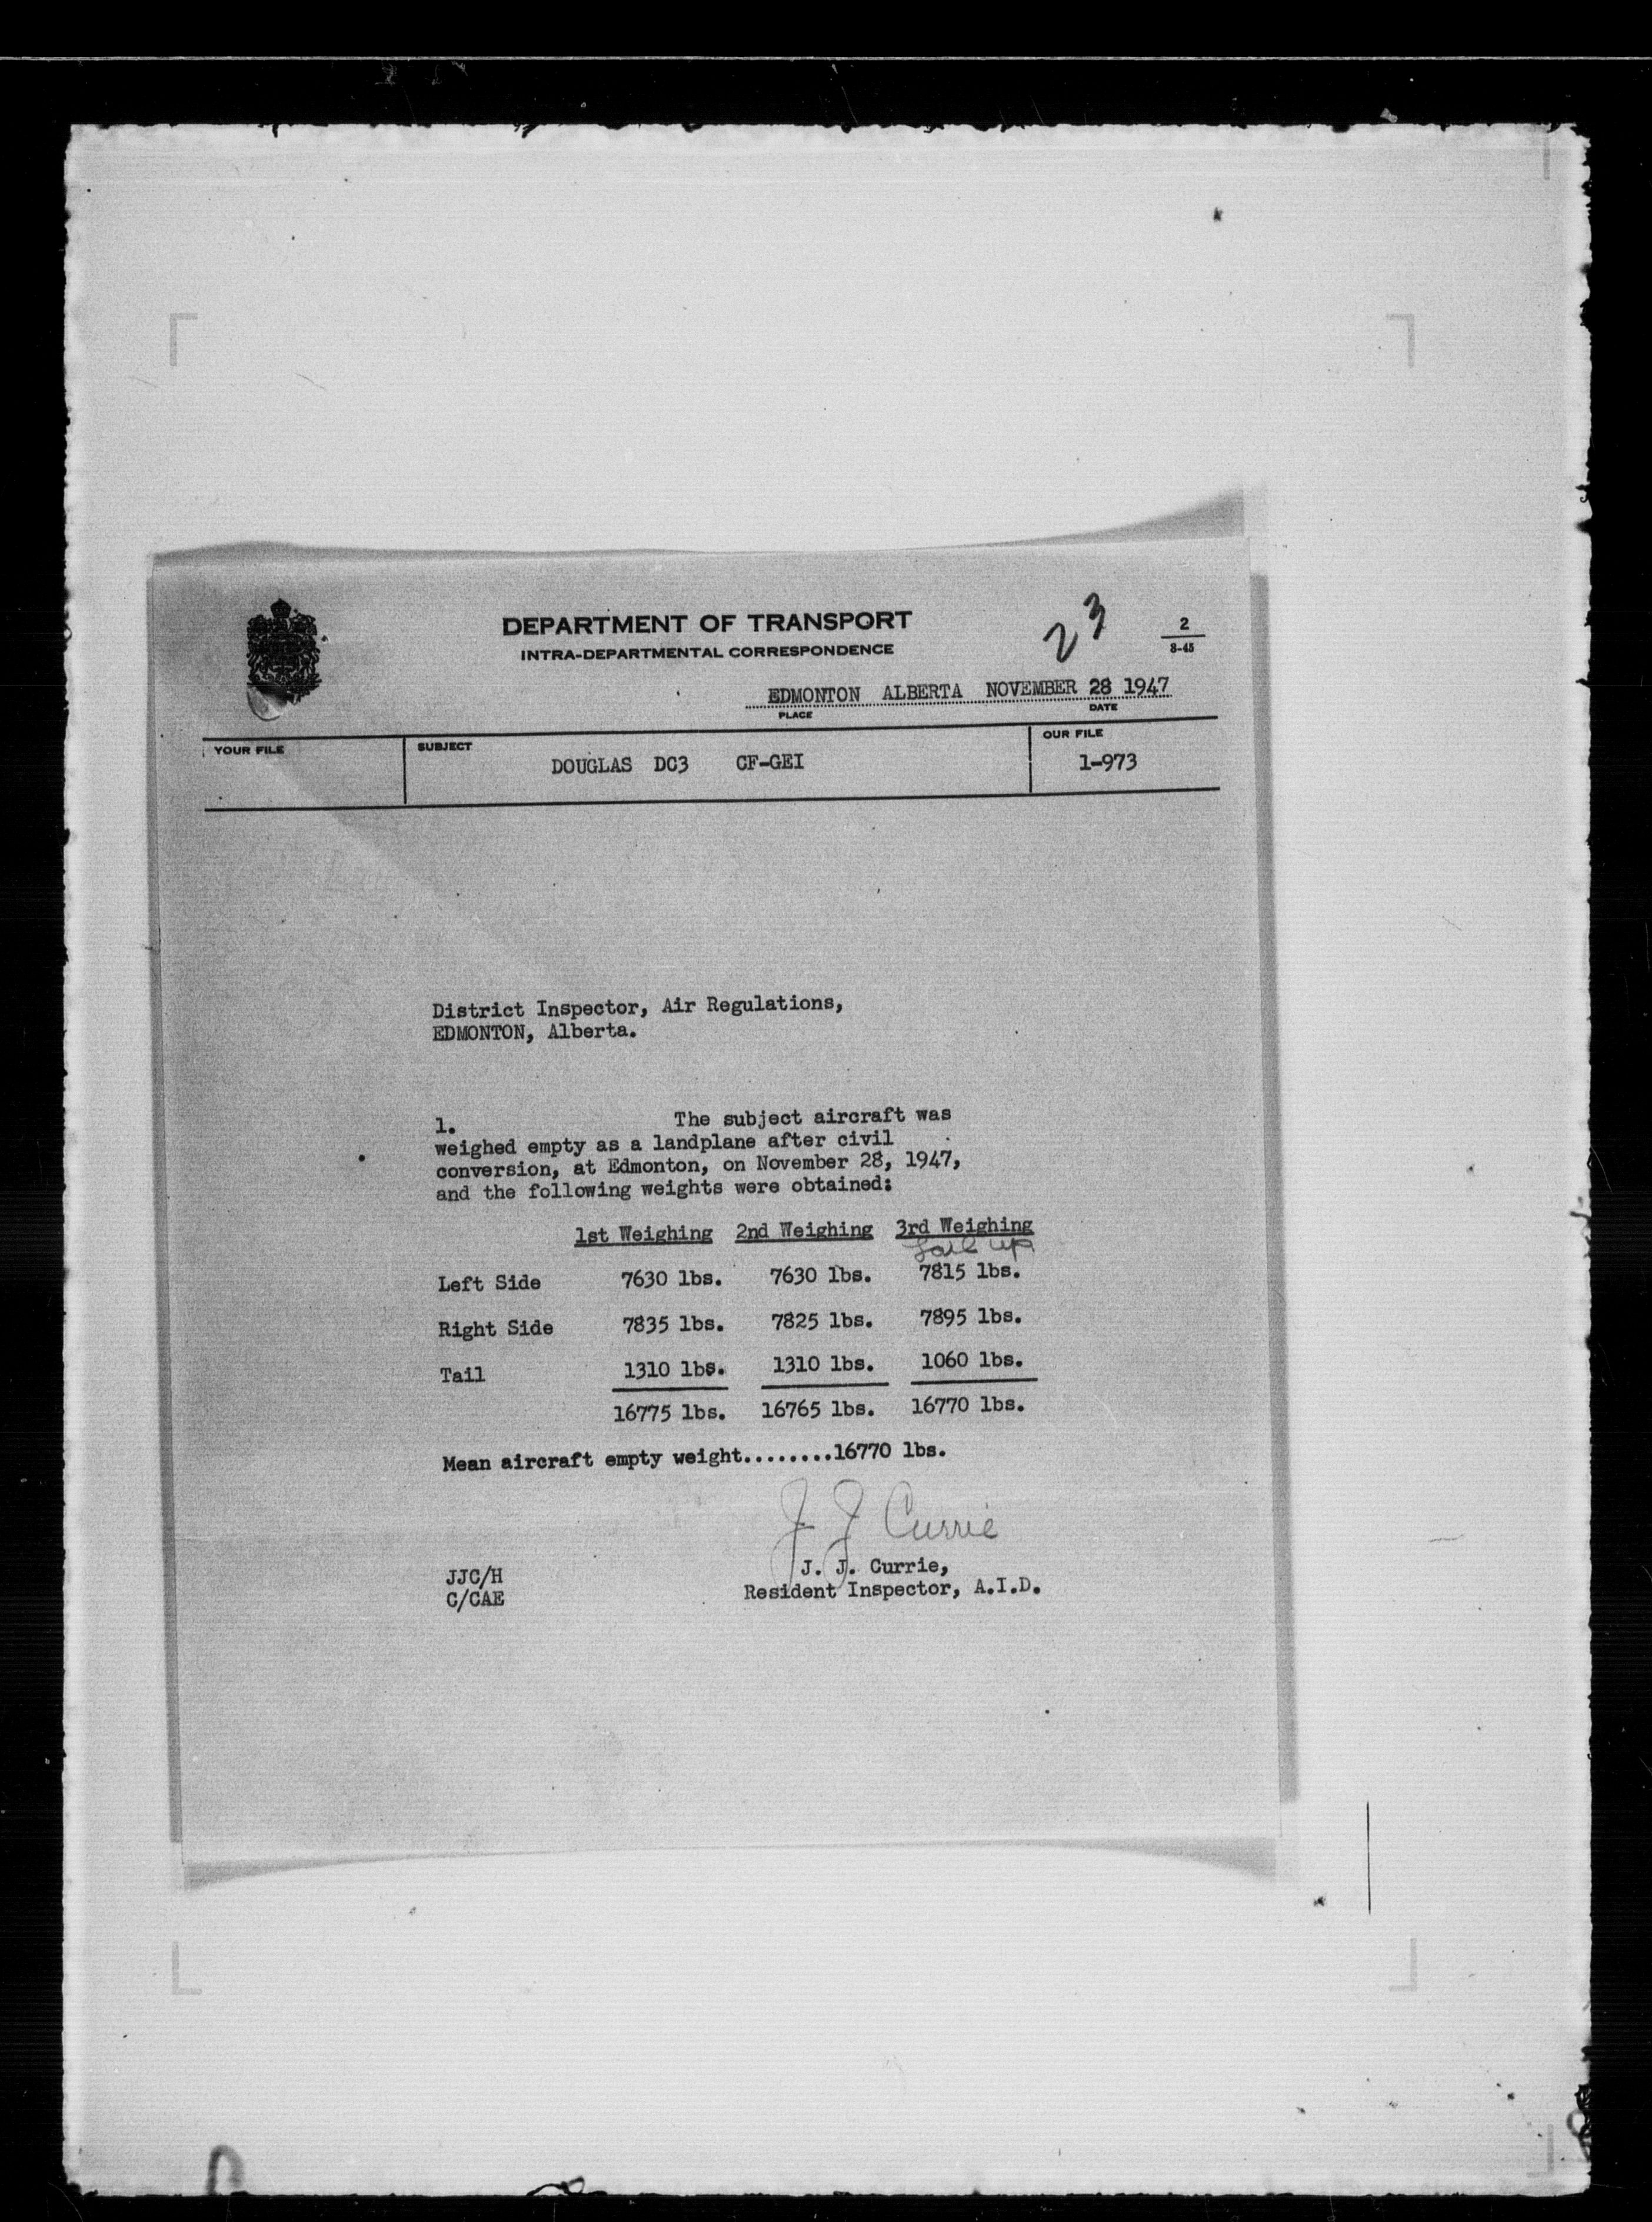 DEPARTMENT OF TRANSPORT
INTRA-DEPARTMENTAL CORRESPONDENCE
23
2
8-45
EDMONTON ALBERTA NOVEMBER 28 1947
PLACE DATE
YOUR FILE SUBJECT OUR FILE
DOUGLAS DC3 CF-GEI 1-973
District Inspector, Air Regulations,
EDMONTON, Alberta.
1. The subject aircraft was
weighed empty as a landplane after civil
conversion, at Edmonton, on November 28, 1947,
and the following weights were obtained:
1st Weighing 2nd Weighing 3rd Weighing
Tail up
Left Side 7630 lbs. 7630 lbs. 7815 lbs.
Right Side 7835 lbs. 7825 lbs. 7895 lbs.
Tail 1310 lbs. 1310 lbs. 1060 lbs.
16775 lbs. 16765 lbs. 16770 lbs.
Mean aircraft empty weight........16770 lbs.
J J Currie
J. J. Currie,
Resident Inspector, A.I.D.
JJC/H
C/CAE